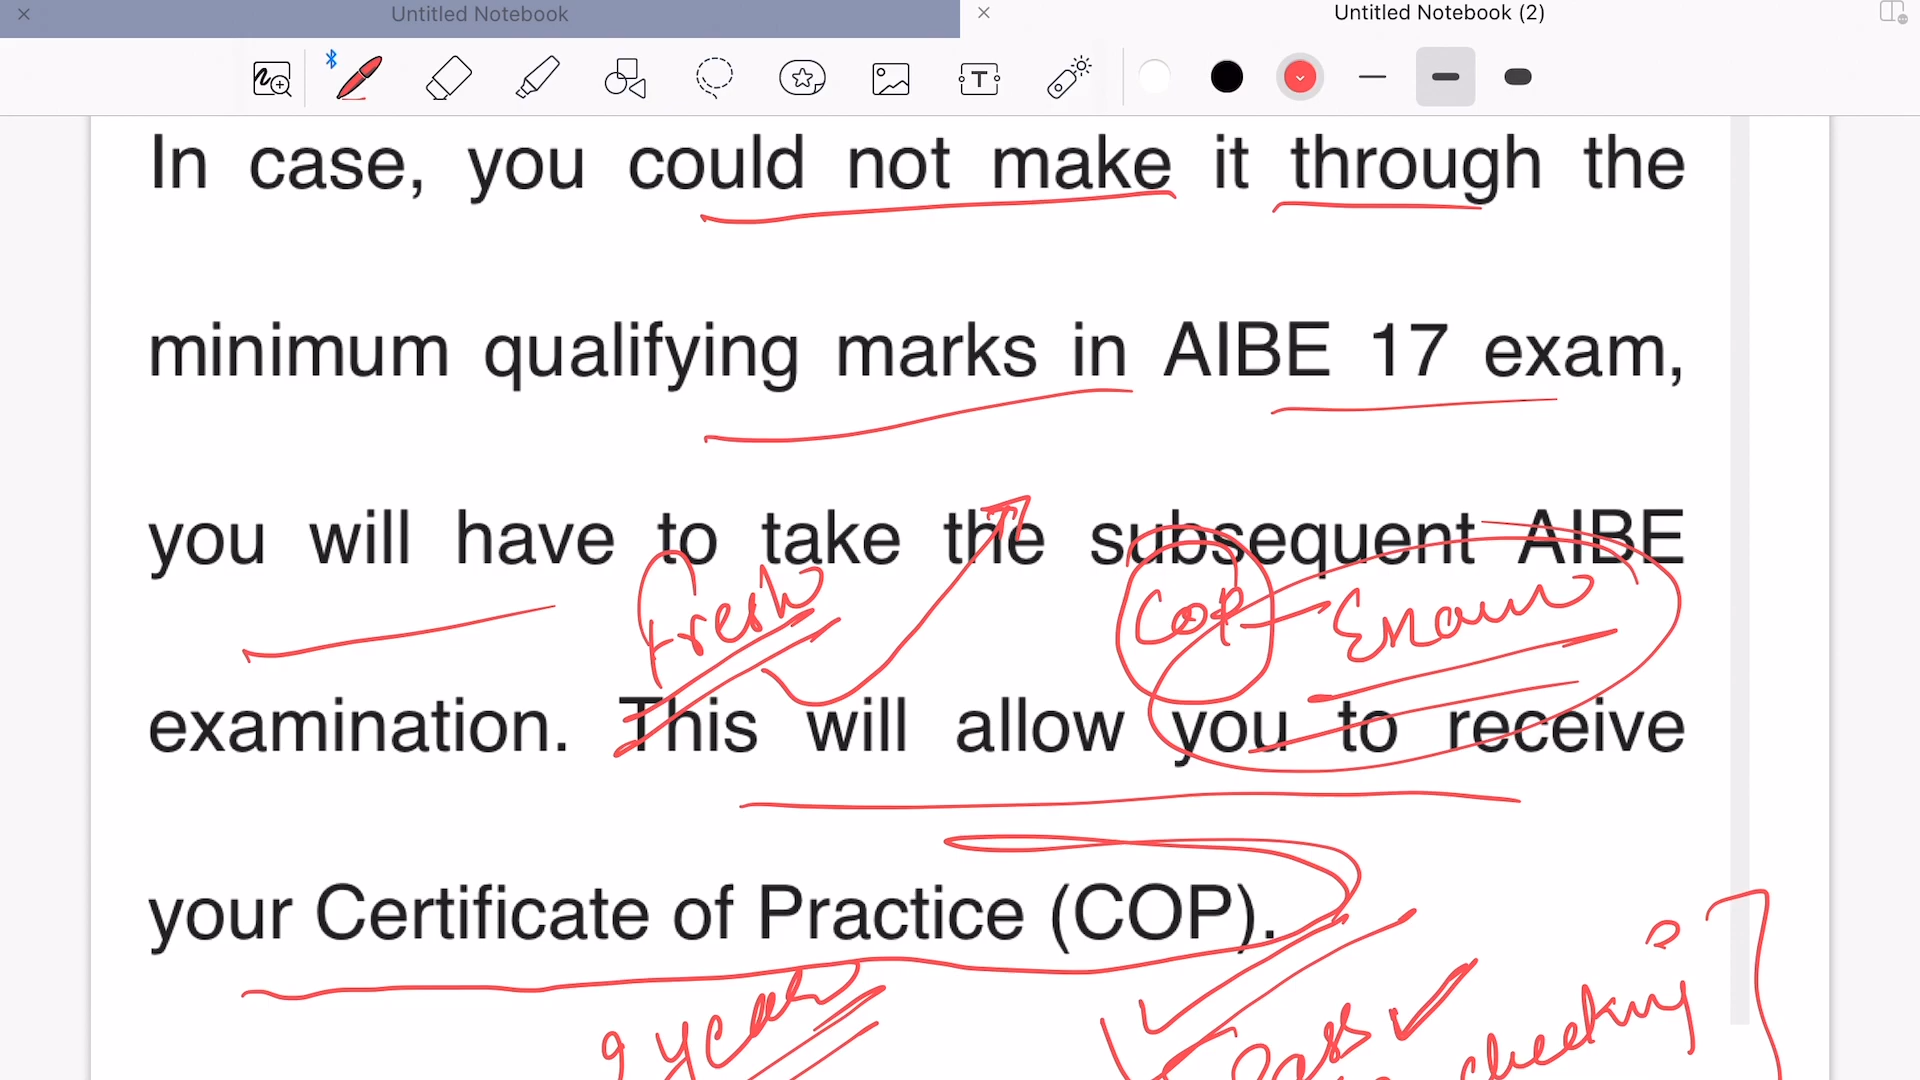 Untitled Notebook
Untitled Notebook (2)
In case, you could not make it through the
minimum qualifying marks in AIBE 17 exam,
you will have to take the subsequent AIBE
Fresh
COP Exam
examination. This will allow you to receive
your Certificate of Practice (COP).
years
Pass
checking